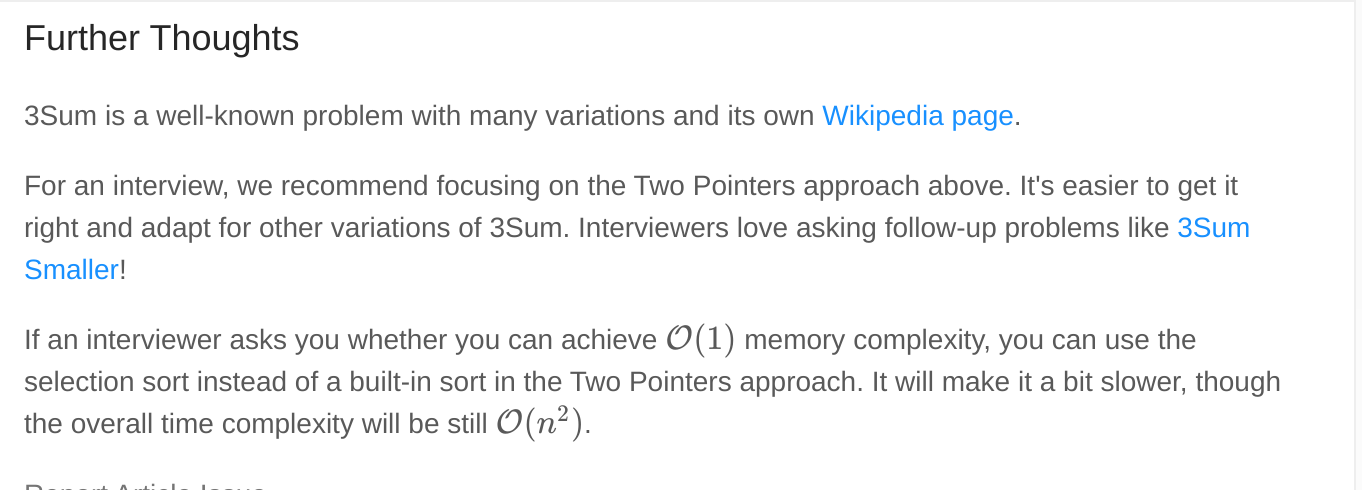 Further Thoughts
3Sum is a well-known problem with many variations and its own Wikipedia page.
For an interview, we recommend focusing on the Two Pointers approach above. It's easier to get it
right and adapt for other variations of 3Sum. Interviewers love asking follow-up problems like 3Sum
Smaller!
If an interviewer asks you whether you can achieve O(1) memory complexity, you can use the
selection sort instead of a built-in sort in the Two Pointers approach. It will make it a bit slower, though
the overall time complexity will be still O(n²).
Report Article Issue